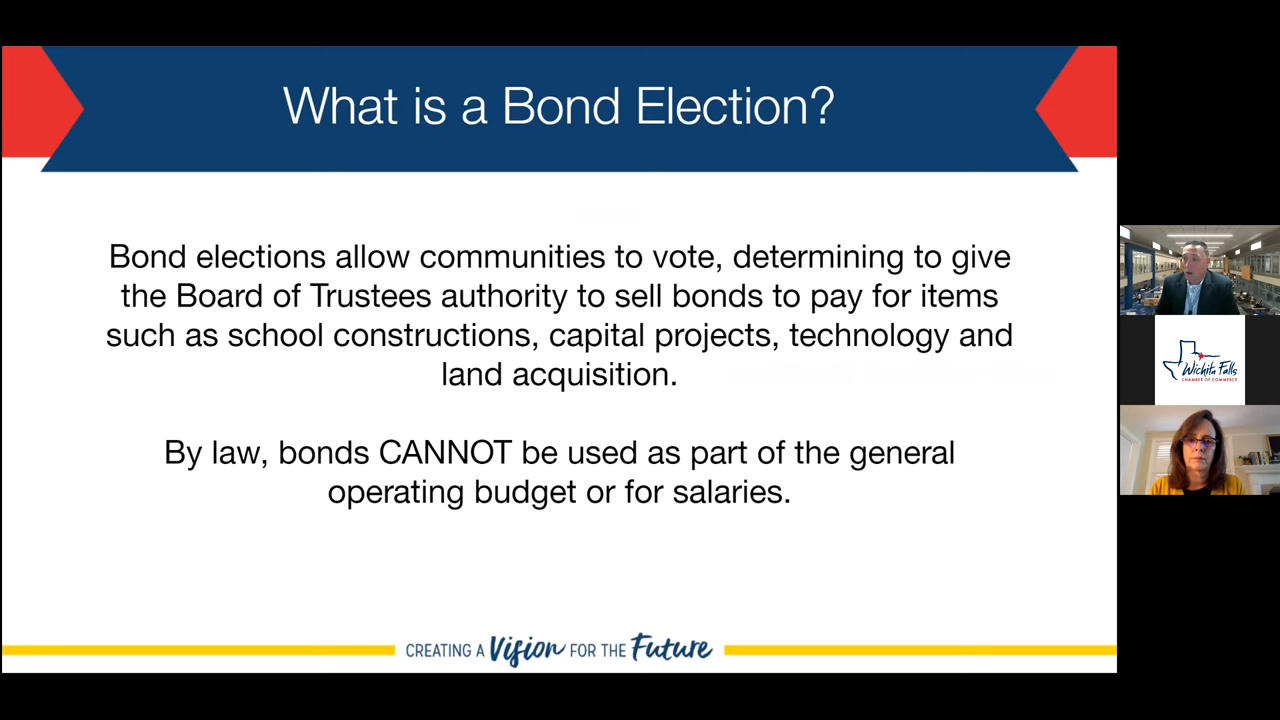 What is a Bond Election?
Bond elections allow communities to vote, determining to give
the Board of Trustees authority to sell bonds to pay for items
such as school constructions, capital projects, technology and
land acquisition.
By law, bonds CANNOT be used as part of the general
operating budget or for salaries.
CREATING A Vision FOR THE Future
Wichita Falls
CHAMBER OF COMMERCE